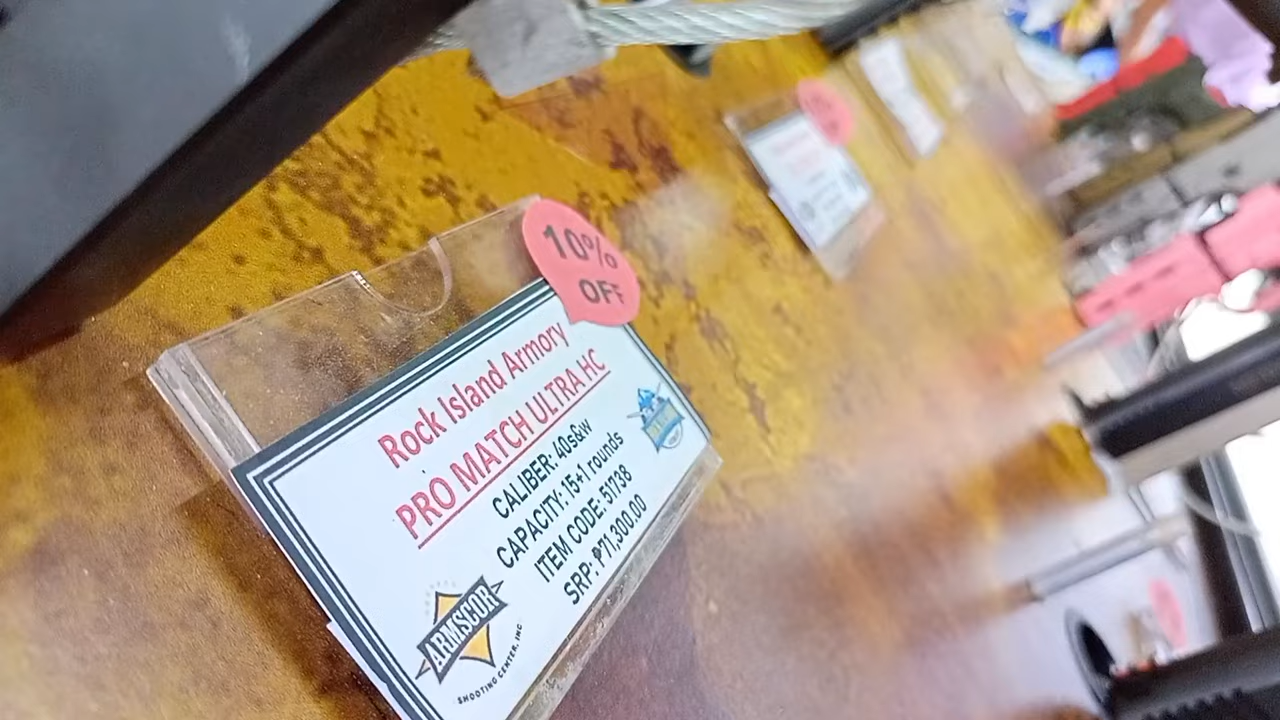 10%
OFF
Rock Island Armory
PRO MATCH ULTRA HC
CALIBER: 40s&w
CAPACITY: 15+1 rounds
ITEM CODE: 51738
SRP: ₱71,300.00
ARMSCOR
SHOOTING CENTER, INC